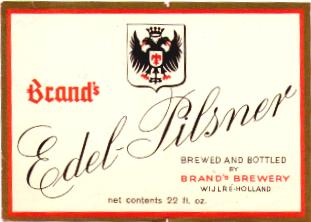 Brand's
Edel-Pilsner
BREWED AND BOTTLED
BY
BRAND'S BREWERY
WIJLRE-HOLLAND
net contents 22 fl. oz.